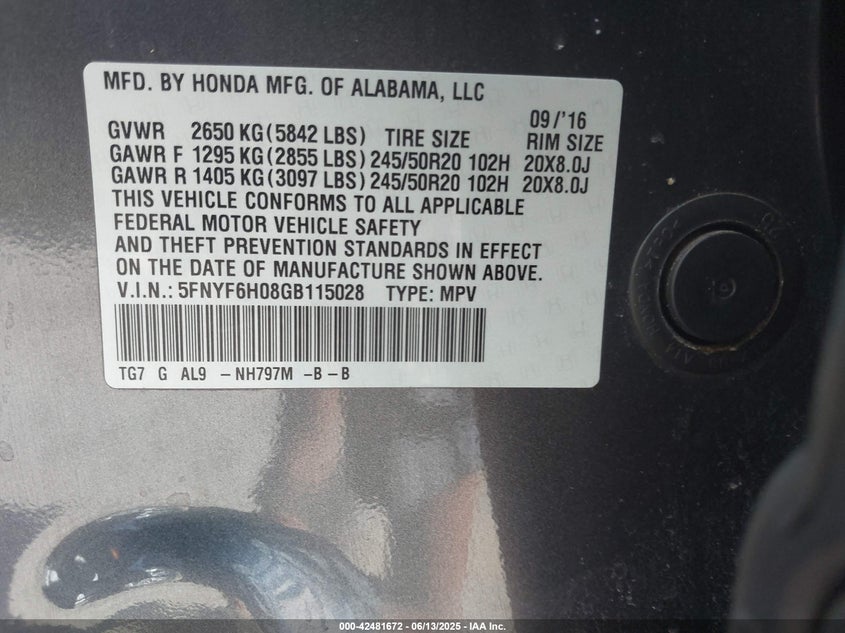 MFD. BY HONDA MFG. OF ALABAMA, LLC
09/'16
GVWR 2650 KG(5842 LBS) TIRE SIZE RIM SIZE
GAWR F 1295 KG(2855 LBS) 245/50R20 102H 20X8.0J
GAWR R 1405 KG(3097 LBS) 245/50R20 102H 20X8.0J
THIS VEHICLE CONFORMS TO ALL APPLICABLE
FEDERAL MOTOR VEHICLE SAFETY
AND THEFT PREVENTION STANDARDS IN EFFECT
ON THE DATE OF MANUFACTURE SHOWN ABOVE.
V.I.N.: 5FNYF6H08GB115028 TYPE: MPV
TG7 G AL9 -NH797M -B-B
19
000-42481672 - 06/13/2025 - IAA Inc.